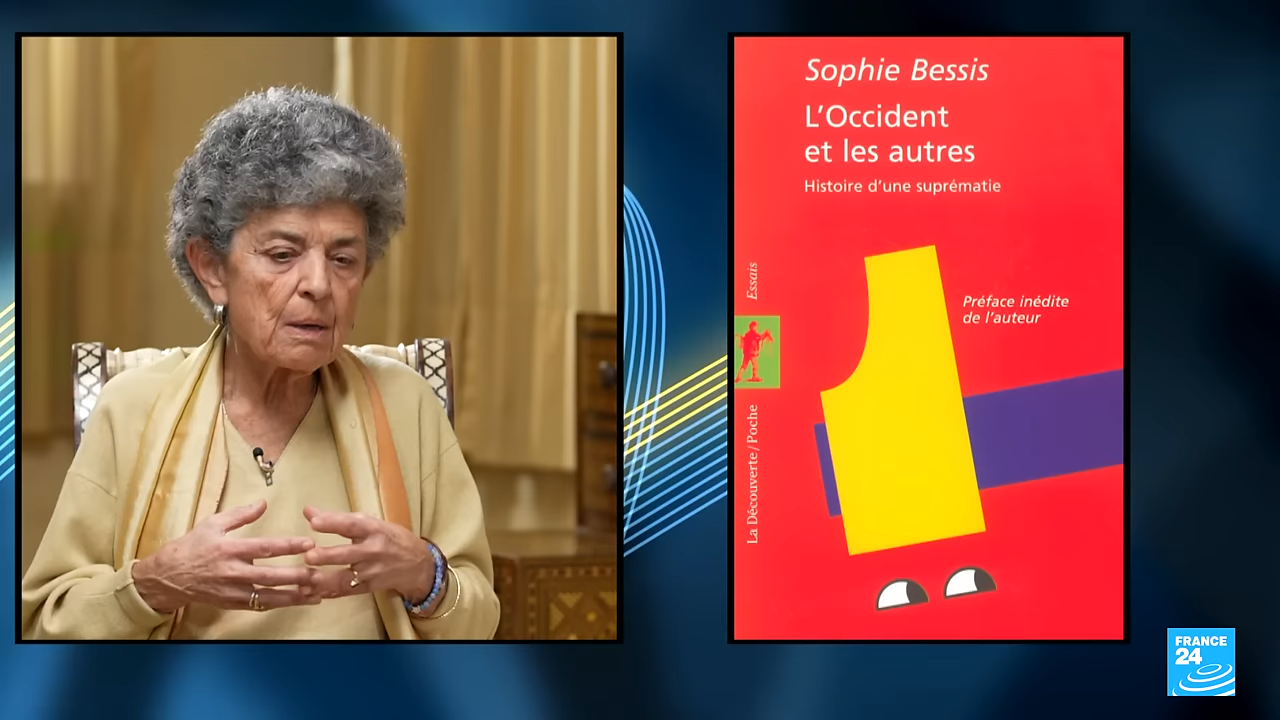 Sophie Bessis
L'Occident
et les autres
Histoire d'une suprématie
Essais
Préface inédite
de l'auteur
La Découverte/Poche
FRANCE
24